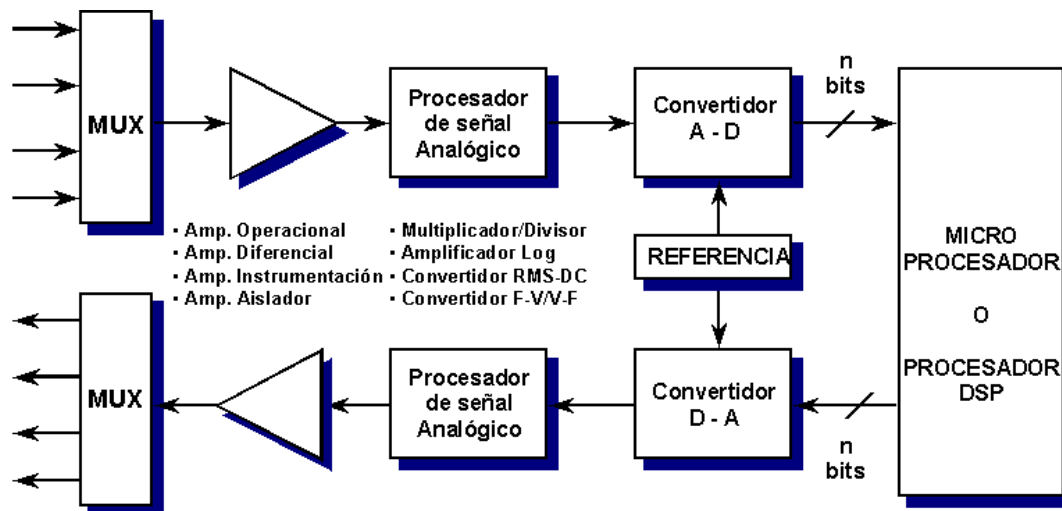 MUX
Procesador
de señal
Analógico
Convertidor
A - D
n
bits
· Amp. Operacional
· Amp. Diferencial
· Amp. Instrumentación
· Amp. Aislador
· Multiplicador/Divisor
· Amplificador Log
· Convertidor RMS-DC
· Convertidor F-V/V-F
REFERENCIA
MICRO
PROCESADOR
O
PROCESADOR
DSP
MUX
Procesador
de señal
Analógico
Convertidor
D - A
n
bits